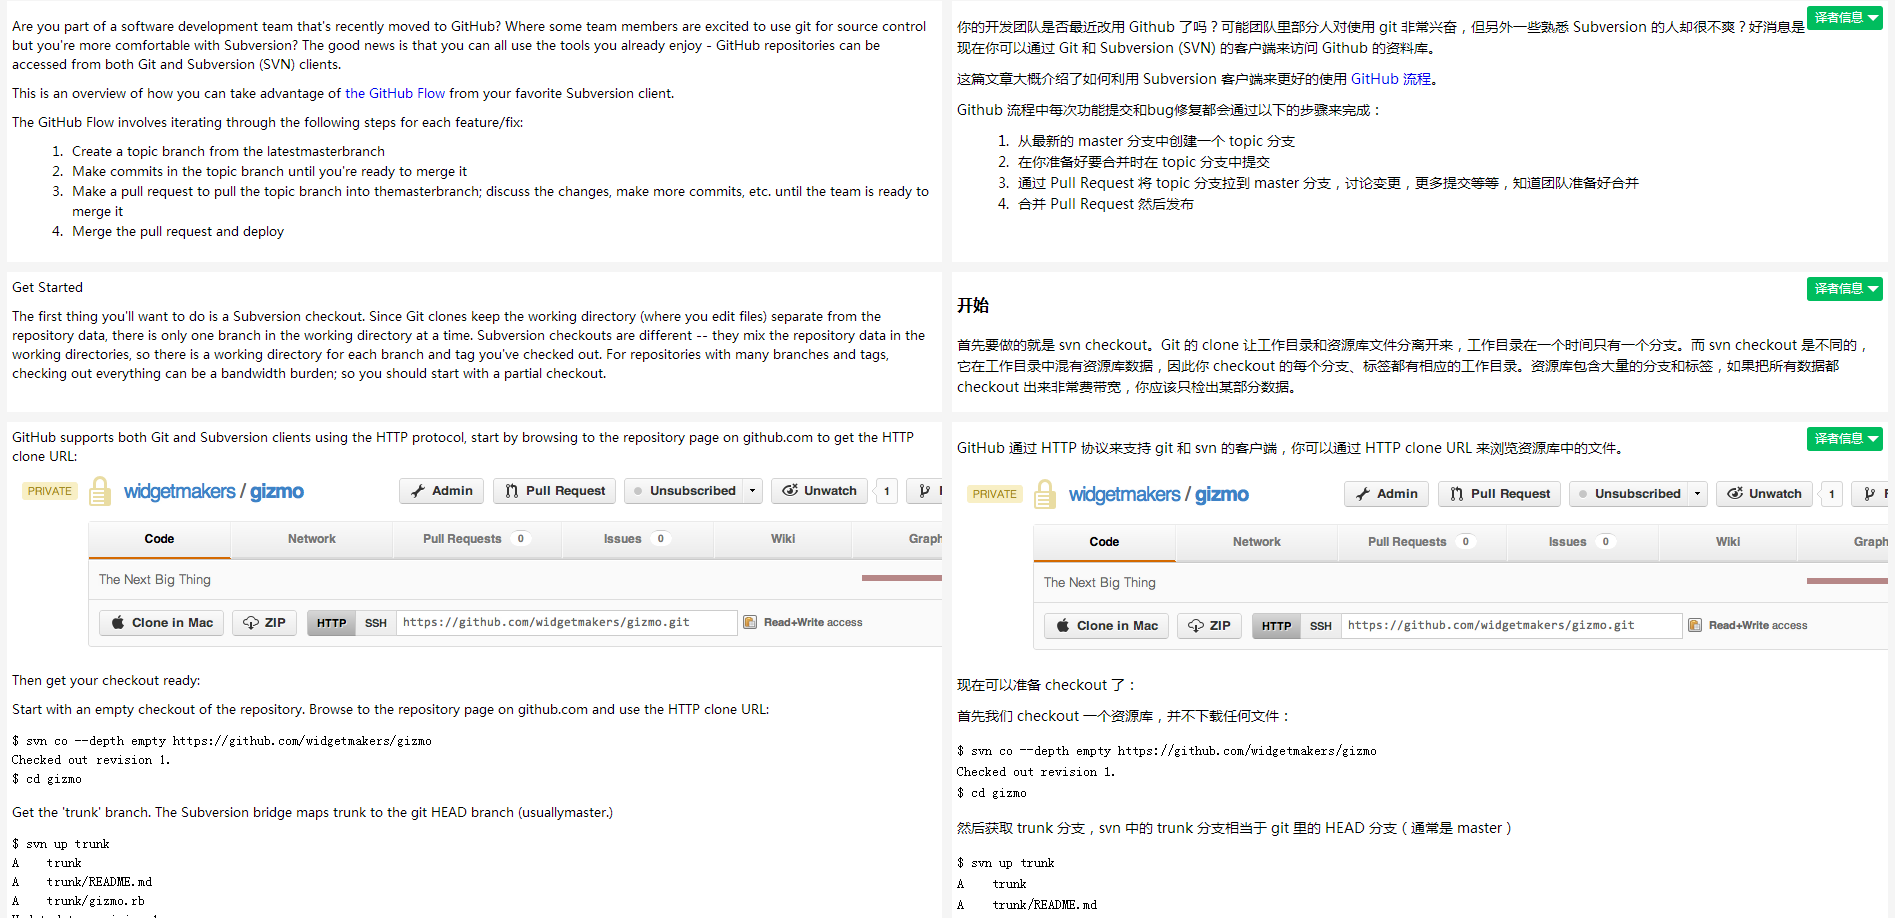 Are you part of a software development team that's recently moved to GitHub? Where some team members are excited to use git for source control
but you're more comfortable with Subversion? The good news is that you can all use the tools you already enjoy - GitHub repositories can be
accessed from both Git and Subversion (SVN) clients.
This is an overview of how you can take advantage of the GitHub Flow from your favorite Subversion client.
The GitHub Flow involves iterating through the following steps for each feature/fix:
1. Create a topic branch from the latestmasterbranch
2. Make commits in the topic branch until you're ready to merge it
3. Make a pull request to pull the topic branch into themasterbranch; discuss the changes, make more commits, etc. until the team is ready to
merge it
4. Merge the pull request and deploy
译者信息
你的开发团队是否最近改用 Github 了吗？可能团队里部分人对使用 git 非常兴奋，但另外一些熟悉 Subversion 的人却很不爽？好消息是
现在你可以通过 Git 和 Subversion (SVN) 的客户端来访问 Github 的资料库。
这篇文章大概介绍了如何利用 Subversion 客户端来更好的使用 GitHub 流程。
Github 流程中每次功能提交和bug修复都会通过以下的步骤来完成：
1. 从最新的 master 分支中创建一个 topic 分支
2. 在你准备好要合并时在 topic 分支中提交
3. 通过 Pull Request 将 topic 分支拉到 master 分支，讨论变更，更多提交等等，知道团队准备好合并
4. 合并 Pull Request 然后发布
Get Started
The first thing you'll want to do is a Subversion checkout. Since Git clones keep the working directory (where you edit files) separate from the
repository data, there is only one branch in the working directory at a time. Subversion checkouts are different -- they mix the repository data in the
working directories, so there is a working directory for each branch and tag you've checked out. For repositories with many branches and tags,
checking out everything can be a bandwidth burden; so you should start with a partial checkout.
译者信息
开始
首先要做的就是 svn checkout。Git 的 clone 让工作目录和资源库文件分离开来，工作目录在一个时间只有一个分支。而 svn checkout 是不同的，
它在工作目录中混有资源库数据，因此你 checkout 的每个分支、标签都有相应的工作目录。资源库包含大量的分支和标签，如果把所有数据都
checkout 出来非常费带宽，你应该只检出某部分数据。
GitHub supports both Git and Subversion clients using the HTTP protocol, start by browsing to the repository page on github.com to get the HTTP
clone URL:
PRIVATE widgetmakers / gizmo Admin Pull Request Unsubscribed Unwatch 1
Code Network Pull Requests 0 Issues 0 Wiki Graph
The Next Big Thing
Clone in Mac ZIP HTTP SSH https://github.com/widgetmakers/gizmo.git Read+Write access
Then get your checkout ready:
Start with an empty checkout of the repository. Browse to the repository page on github.com and use the HTTP clone URL:
$ svn co --depth empty https://github.com/widgetmakers/gizmo
Checked out revision 1.
$ cd gizmo
Get the 'trunk' branch. The Subversion bridge maps trunk to the git HEAD branch (usuallymaster.)
$ svn up trunk
A trunk
A trunk/README.md
A trunk/gizmo.rb
译者信息
GitHub 通过 HTTP 协议来支持 git 和 svn 的客户端，你可以通过 HTTP clone URL 来浏览资源库中的文件。
PRIVATE widgetmakers / gizmo Admin Pull Request Unsubscribed Unwatch 1
Code Network Pull Requests 0 Issues 0 Wiki Graph
The Next Big Thing
Clone in Mac ZIP HTTP SSH https://github.com/widgetmakers/gizmo.git Read+Write access
现在可以准备 checkout 了：
首先我们 checkout 一个资源库，并不下载任何文件：
$ svn co --depth empty https://github.com/widgetmakers/gizmo
Checked out revision 1.
$ cd gizmo
然后获取 trunk 分支，svn 中的 trunk 分支相当于 git 里的 HEAD 分支（通常是 master）
$ svn up trunk
A trunk
A trunk/README.md